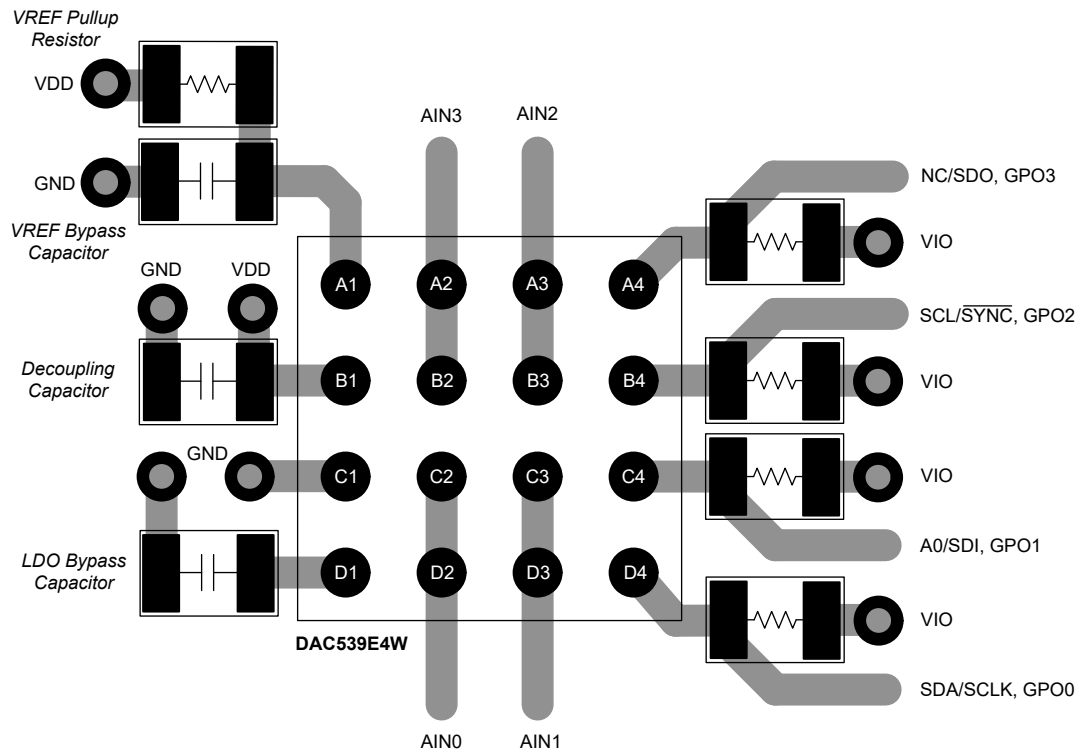 VREF Pullup
Resistor
VDD
GND
VREF Bypass
Capacitor
AIN3
AIN2
NC/SDO, GPO3
VIO
A1
A2
A3
A4
GND
VDD
SCL/SYNC, GPO2
Decoupling
Capacitor
B1
B2
B3
B4
VIO
GND
C1
C2
C3
C4
VIO
LDO Bypass
Capacitor
A0/SDI, GPO1
D1
D2
D3
D4
VIO
DAC539E4W
SDA/SCLK, GPO0
AIN0
AIN1